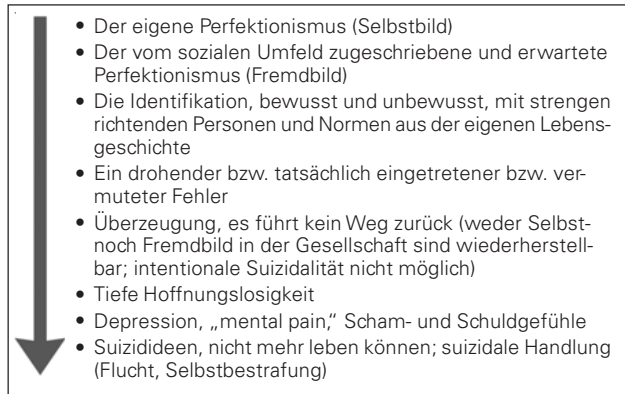 • Der eigene Perfektionismus (Selbstbild)
• Der vom sozialen Umfeld zugeschriebene und erwartete
Perfektionismus (Fremdbild)
• Die Identifikation, bewusst und unbewusst, mit strengen
richtenden Personen und Normen aus der eigenen Lebens-
geschichte
• Ein drohender bzw. tatsächlich eingetretener bzw. ver-
muteter Fehler
• Überzeugung, es führt kein Weg zurück (weder Selbst-
noch Fremdbild in der Gesellschaft sind wiederherstell-
bar; intentionale Suizidalität nicht möglich)
• Tiefe Hoffnungslosigkeit
• Depression, „mental pain,“ Scham- und Schuldgefühle
• Suizidideen, nicht mehr leben können; suizidale Handlung
(Flucht, Selbstbestrafung)